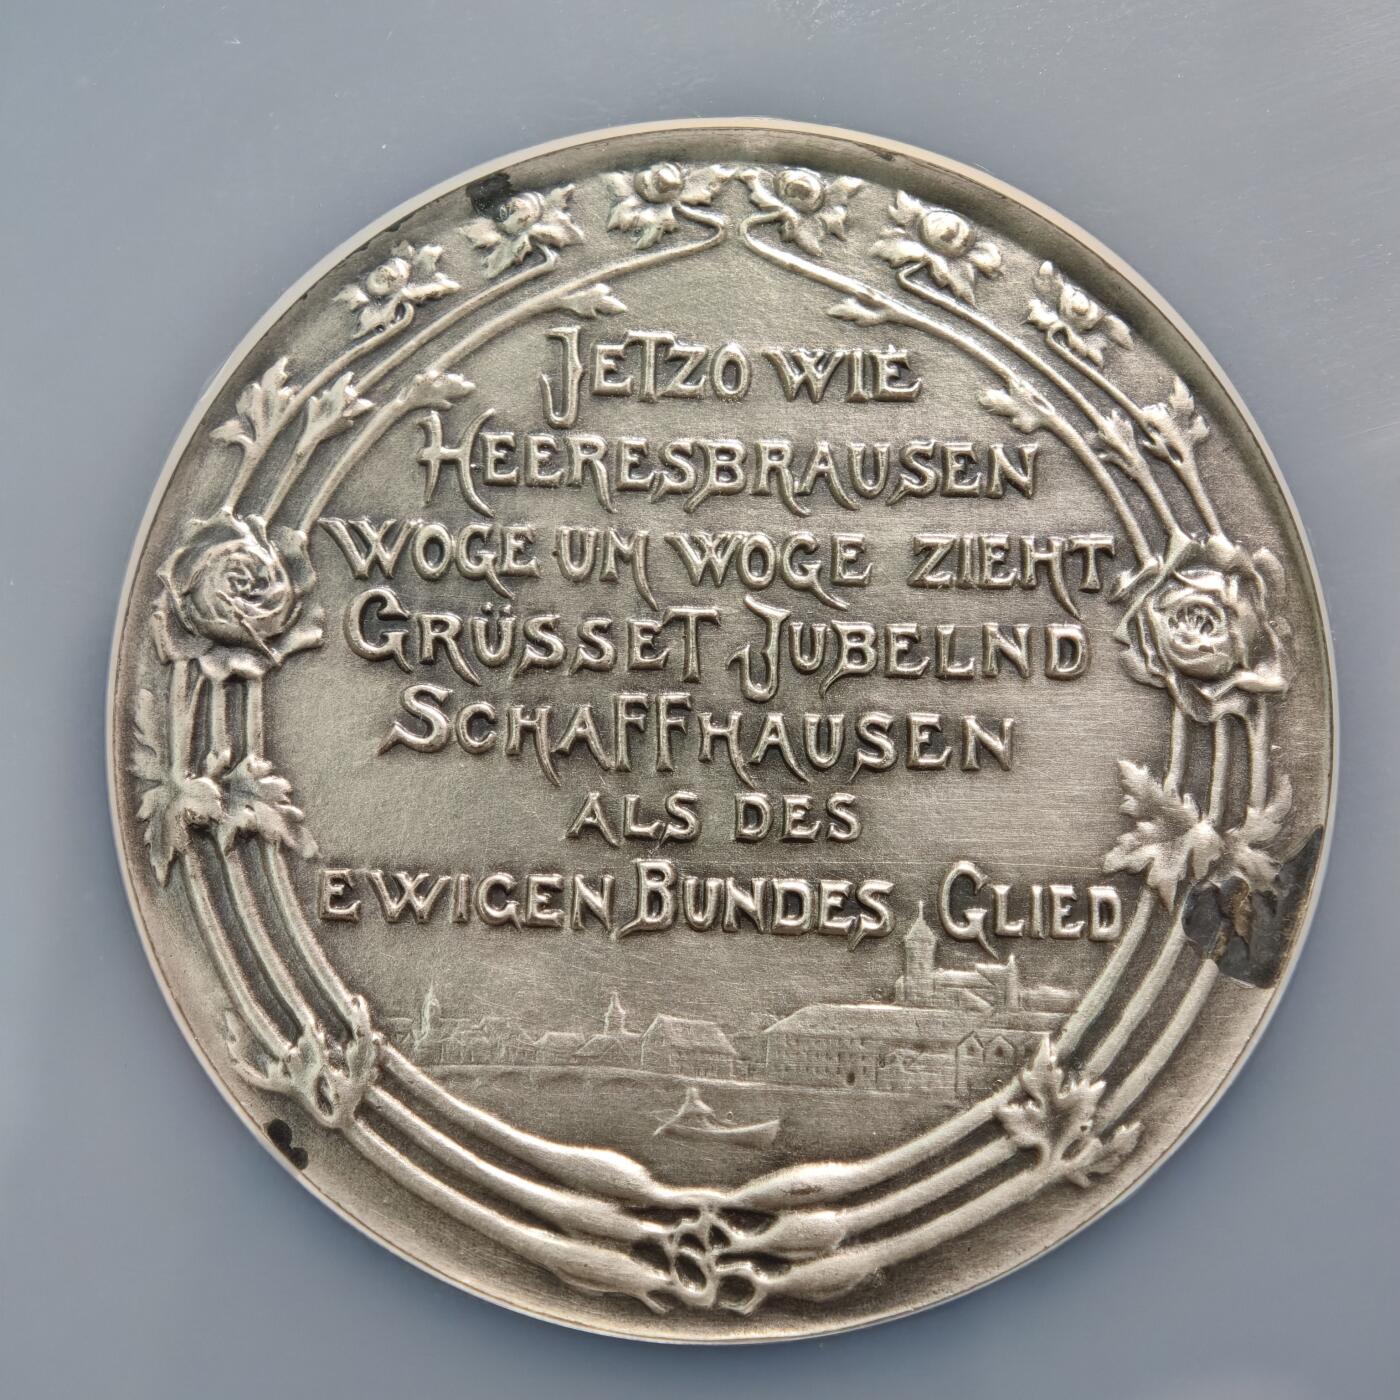 JETZO WIE
HEERESBRAUSEN
WOGE UM WOGE ZIEHT
GRÜSSET JUBELND
SCHAFFHAUSEN
ALS DES
EWIGEN BUNDES GLIED